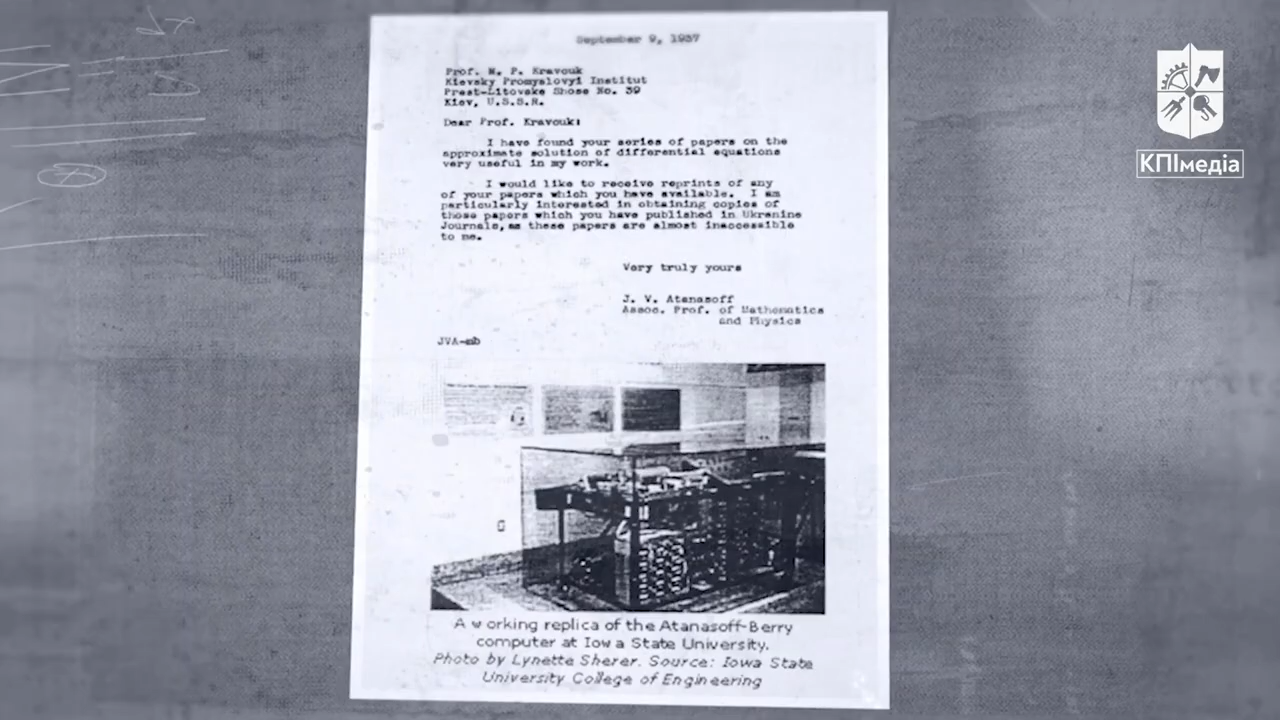 September 9, 1937
Prof. M. P. Kravouk
Kievsky Promyslovyi Institut
Prest-Litovske Shose No. 39
Kiev, U.S.S.R.
Dear Prof. Kravouk:
I have found your series of papers on the
approximate solution of differential equations
very useful in my work.
I would like to receive reprints of any
of your papers which you have available. I am
particularly interested in obtaining copies of
those papers which you have published in Ukranine
Journals, as these papers are almost inaccessible
to me.
Very truly yours
J. V. Atanasoff
Assoc. Prof. of Mathematics
and Physics
JVA-mb
A working replica of the Atanasoff-Berry
computer at Iowa State University.
Photo by Lynette Sherer. Source: Iowa State
University College of Engineering
КПІмедіа